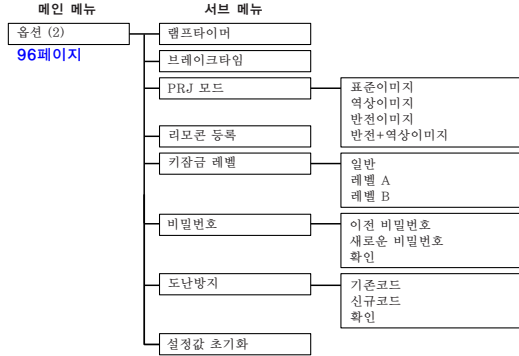 메인 메뉴
서브 메뉴
옵션 (2)
96페이지
램프타이머
브레이크타임
PRJ 모드
표준이미지
역상이미지
반전이미지
반전+역상이미지
리모콘 등록
키잠금 레벨
일반
레벨 A
레벨 B
비밀번호
이전 비밀번호
새로운 비밀번호
확인
도난방지
기존코드
신규코드
확인
설정값 초기화